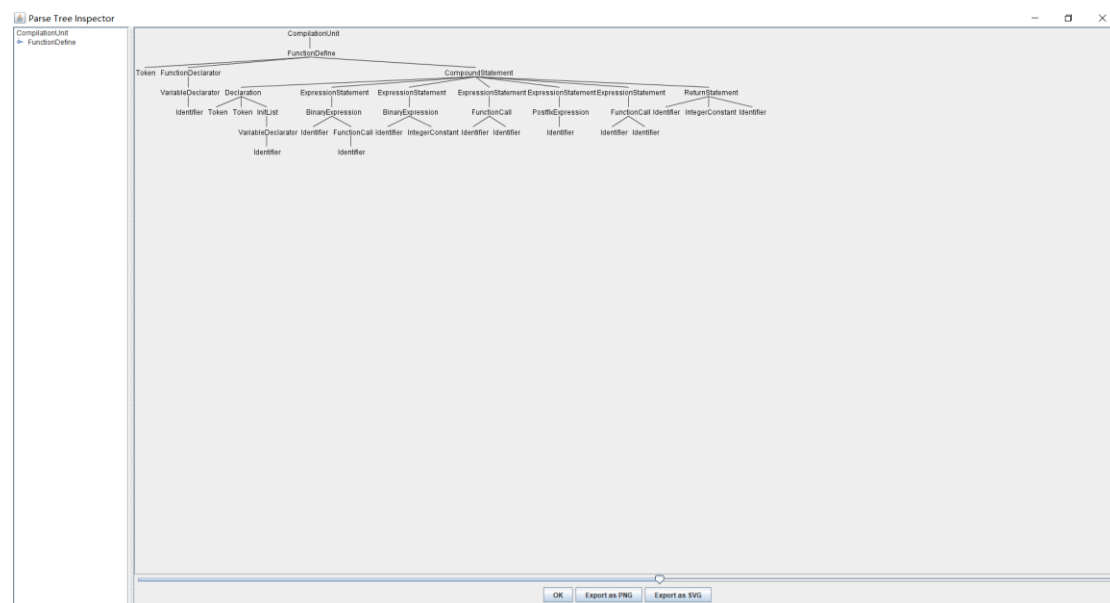 Parse Tree Inspector
CompilationUnit
FunctionDefine
CompilationUnit
FunctionDefine
Token FunctionDeclarator CompoundStatement
VariableDeclarator Declaration ExpressionStatement ExpressionStatement ExpressionStatement ExpressionStatement ExpressionStatement ReturnStatement
Identifier Token Token InitList BinaryExpression BinaryExpression FunctionCall PostfixExpression FunctionCall Identifier IntegerConstant Identifier
VariableDeclarator Identifier FunctionCall Identifier IntegerConstant Identifier Identifier Identifier Identifier Identifier
Identifier Identifier
OK Export as PNG Export as SVG